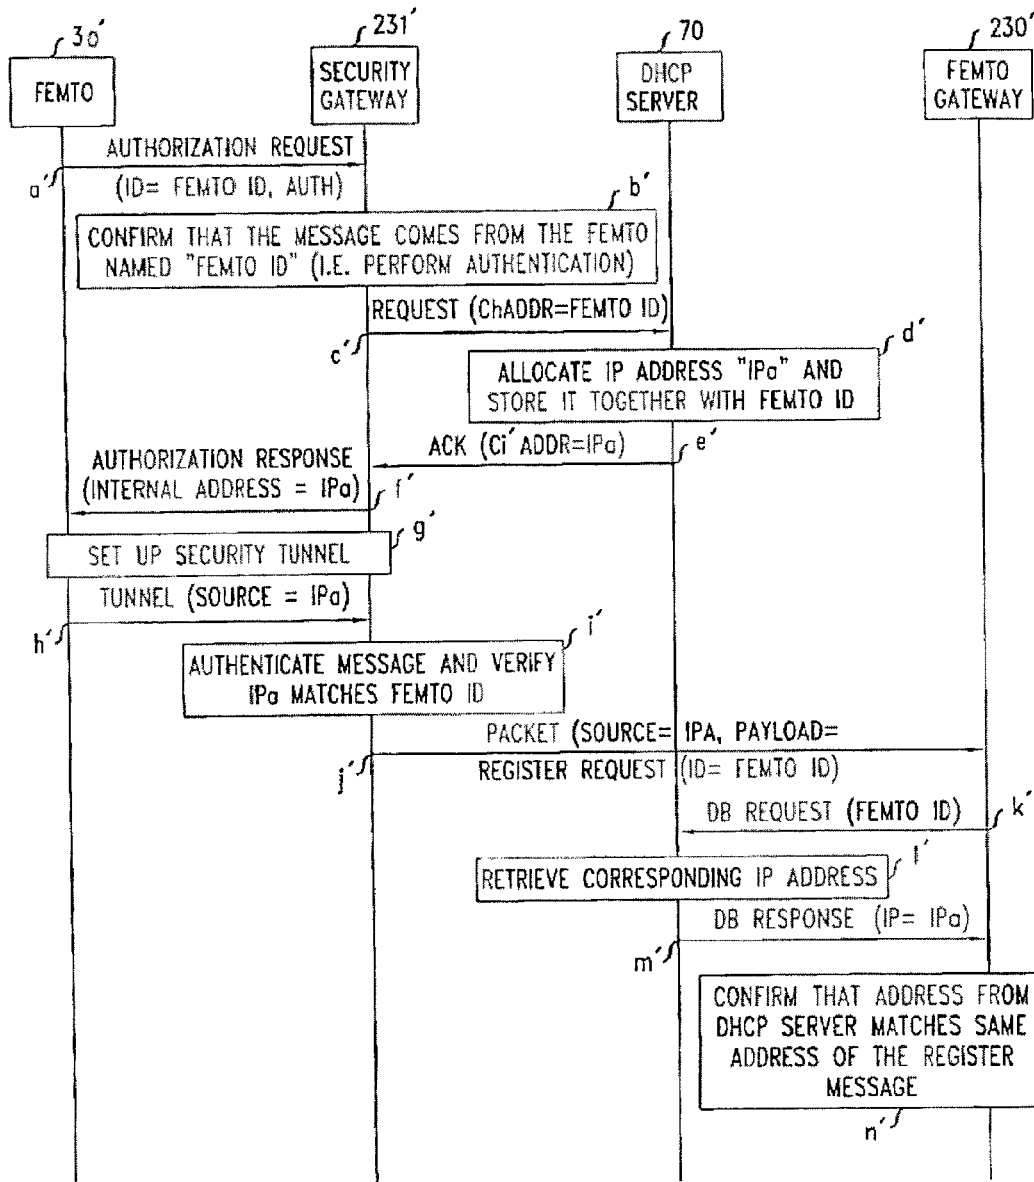 30'
231'
70
230'
FEMTO
SECURITY
GATEWAY
DHCP
SERVER
FEMTO
GATEWAY
AUTHORIZATION REQUEST
a'
(ID= FEMTO ID, AUTH)
b'
CONFIRM THAT THE MESSAGE COMES FROM THE FEMTO
NAMED "FEMTO ID" (I.E. PERFORM AUTHENTICATION)
REQUEST (ChADDR=FEMTO ID)
c'
d'
ALLOCATE IP ADDRESS "IPa" AND
STORE IT TOGETHER WITH FEMTO ID
ACK (Ci' ADDR=IPa)
e'
AUTHORIZATION RESPONSE
(INTERNAL ADDRESS = IPa)
f'
g'
SET UP SECURITY TUNNEL
TUNNEL (SOURCE = IPa)
h'
i'
AUTHENTICATE MESSAGE AND VERIFY
IPa MATCHES FEMTO ID
PACKET (SOURCE= IPA, PAYLOAD=
j'
REGISTER REQUEST (ID= FEMTO ID)
DB REQUEST (FEMTO ID)
k'
l'
RETRIEVE CORRESPONDING IP ADDRESS
DB RESPONSE (IP= IPa)
m'
CONFIRM THAT ADDRESS FROM
DHCP SERVER MATCHES SAME
ADDRESS OF THE REGISTER
MESSAGE
n'